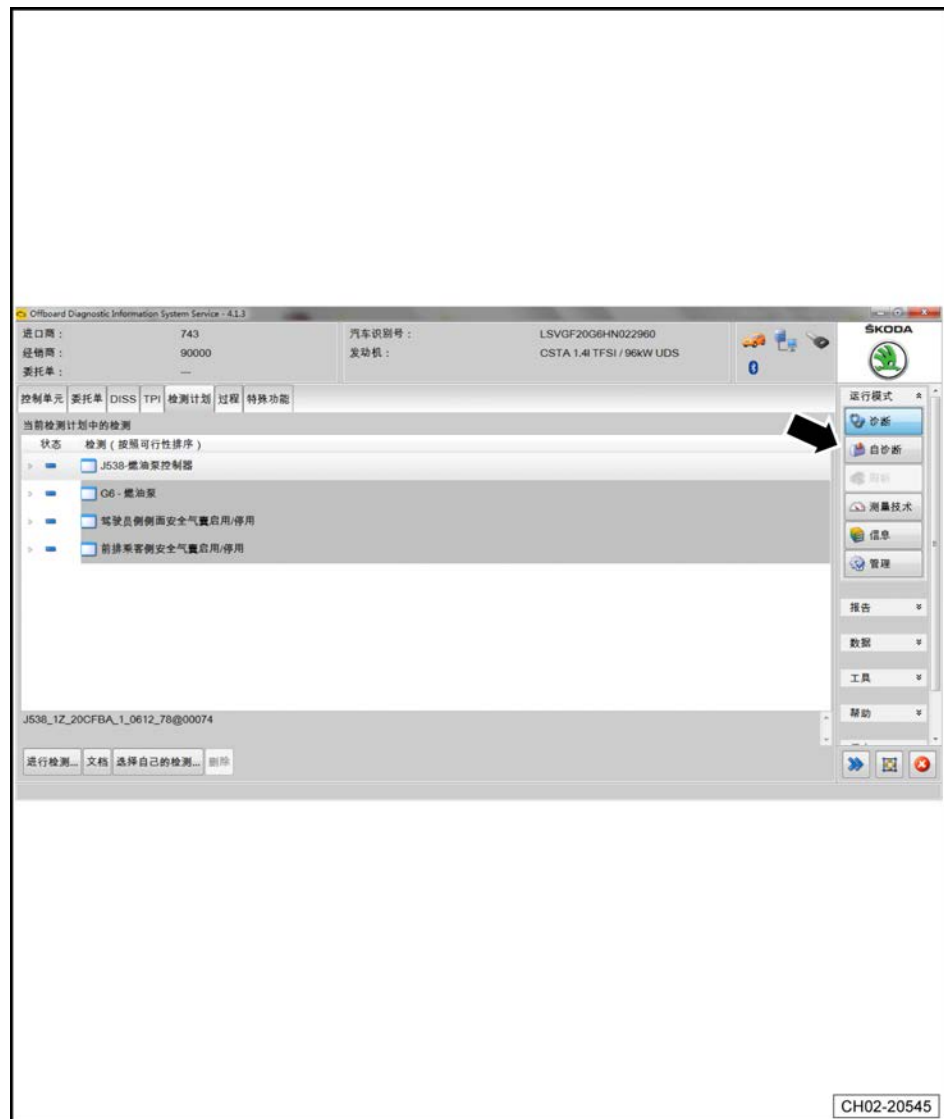 Offboard Diagnostic Information System Service - 4.1.3
进口商： 743 汽车识别号： LSVGF20G6HN022960
经销商： 90000 发动机： CSTA 1.4l TFSI / 96kW UDS
委托单： ---
ŠKODA
控制单元 委托单 DISS TPI 检测计划 过程 特殊功能
当前检测计划中的检测
状态 检测（按照可行性排序）
J538-燃油泵控制器
G6 - 燃油泵
驾驶员侧侧面安全气囊启用/停用
前排乘客侧安全气囊启用/停用
运行模式
诊断
自诊断
测量技术
信息
管理
报告
数据
工具
帮助
J538_1Z_20CFBA_1_0612_78@00074
进行检测... 文档 选择自己的检测... 删除
CH02-20545